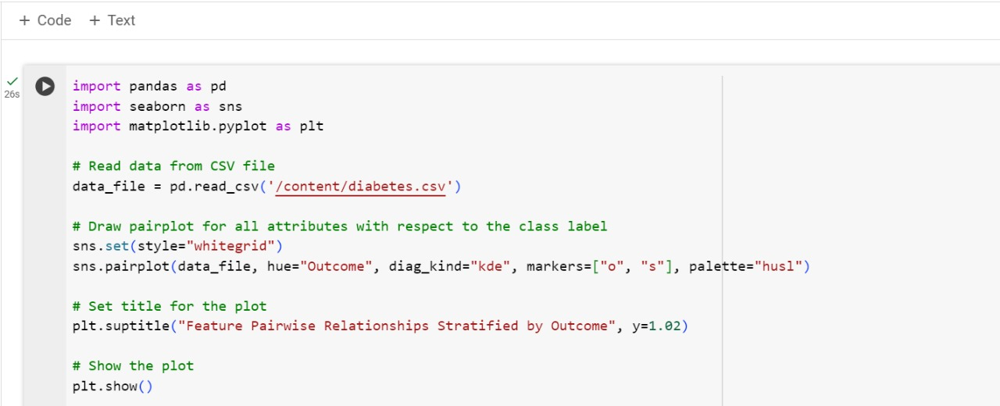 + Code + Text
26s
import pandas as pd
import seaborn as sns
import matplotlib.pyplot as plt
# Read data from CSV file
data_file = pd.read_csv('/content/diabetes.csv')
# Draw pairplot for all attributes with respect to the class label
sns.set(style="whitegrid")
sns.pairplot(data_file, hue="Outcome", diag_kind="kde", markers=["o", "s"], palette="husl")
# Set title for the plot
plt.suptitle("Feature Pairwise Relationships Stratified by Outcome", y=1.02)
# Show the plot
plt.show()